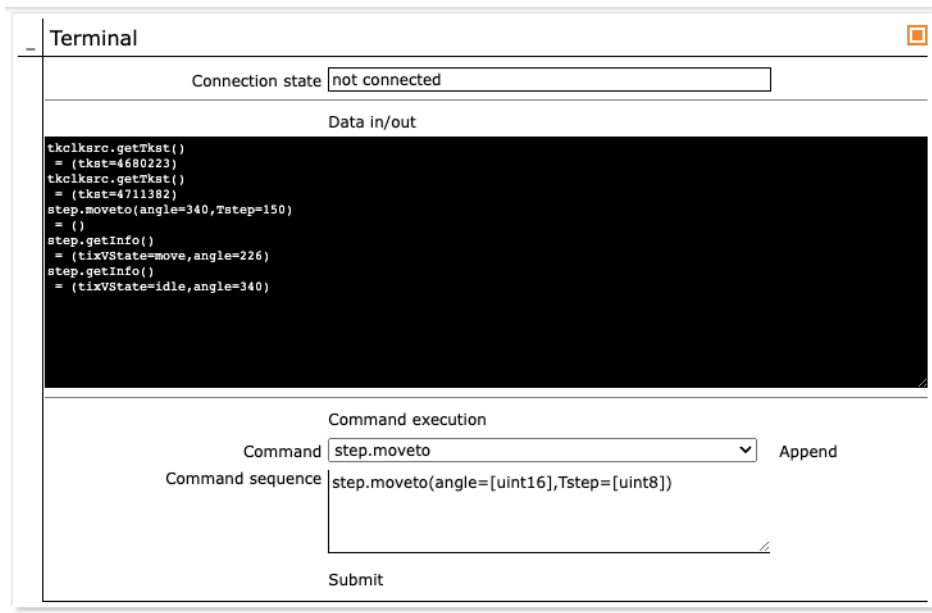 _ Terminal
Connection state not connected
Data in/out
tkclksrc.getTkst()
= (tkst=4680223)
tkclksrc.getTkst()
= (tkst=4711382)
step.moveto(angle=340,Tstep=150)
= ()
step.getInfo()
= (tixVState=move,angle=226)
step.getInfo()
= (tixVState=idle,angle=340)
Command execution
Command step.moveto Append
Command sequence step.moveto(angle=[uint16],Tstep=[uint8])
Submit